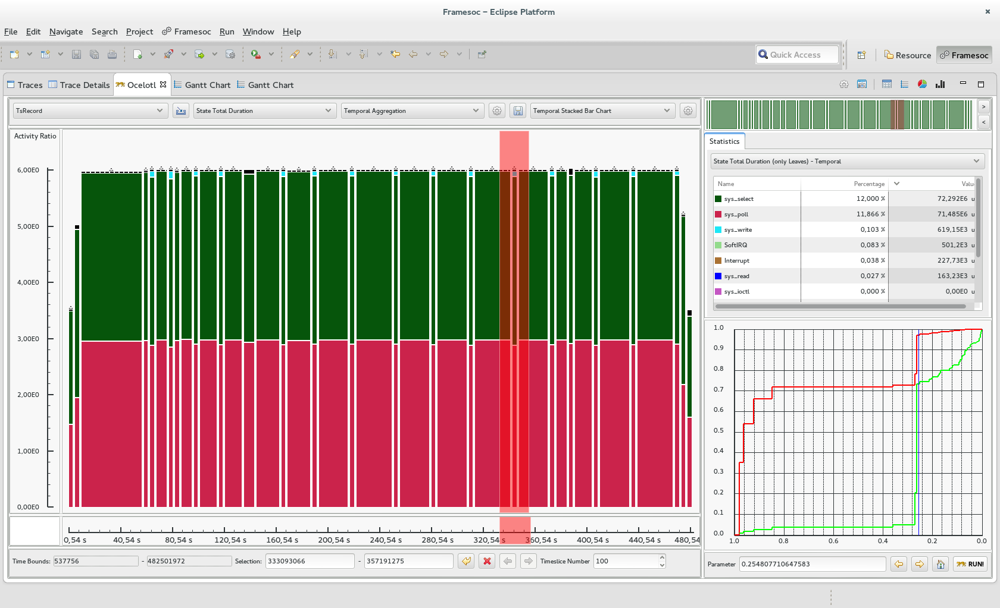 Framesoc – Eclipse Platform
File Edit Navigate Search Project Framesoc Run Window Help
Quick Access Resource Framesoc
Traces Trace Details Ocelotl Gantt Chart Gantt Chart
TsRecord State Total Duration Temporal Aggregation Temporal Stacked Bar Chart
>
<
Activity Ratio
6,00E0
5,00E0
4,00E0
3,00E0
2,00E0
1,00E0
0,00E0
0,54 s 40,54 s 80,54 s 120,54 s 160,54 s 200,54 s 240,54 s 280,54 s 320,54 s 360,54 s 400,54 s 440,54 s 480,54
Time Bounds: 537756 - 482501972 Selection: 333093066 - 357191275 Timeslice Number 100
Statistics
State Total Duration (only Leaves) - Temporal
Name Percentage Valu
sys_select 12,000 % 72,292E6 u
sys_poll 11,866 % 71,485E6 u
sys_write 0,103 % 619,15E3 u
SoftIRQ 0,083 % 501,2E3 u
Interrupt 0,038 % 227,73E3 u
sys_read 0,027 % 163,23E3 u
sys_ioctl 0,000 % 0,00E0 u
1.0
0.9
0.8
0.7
0.6
0.5
0.4
0.3
0.2
0.1
0.0
1.0 0.8 0.6 0.4 0.2 0.0
Parameter 0.254807710647583 RUN!